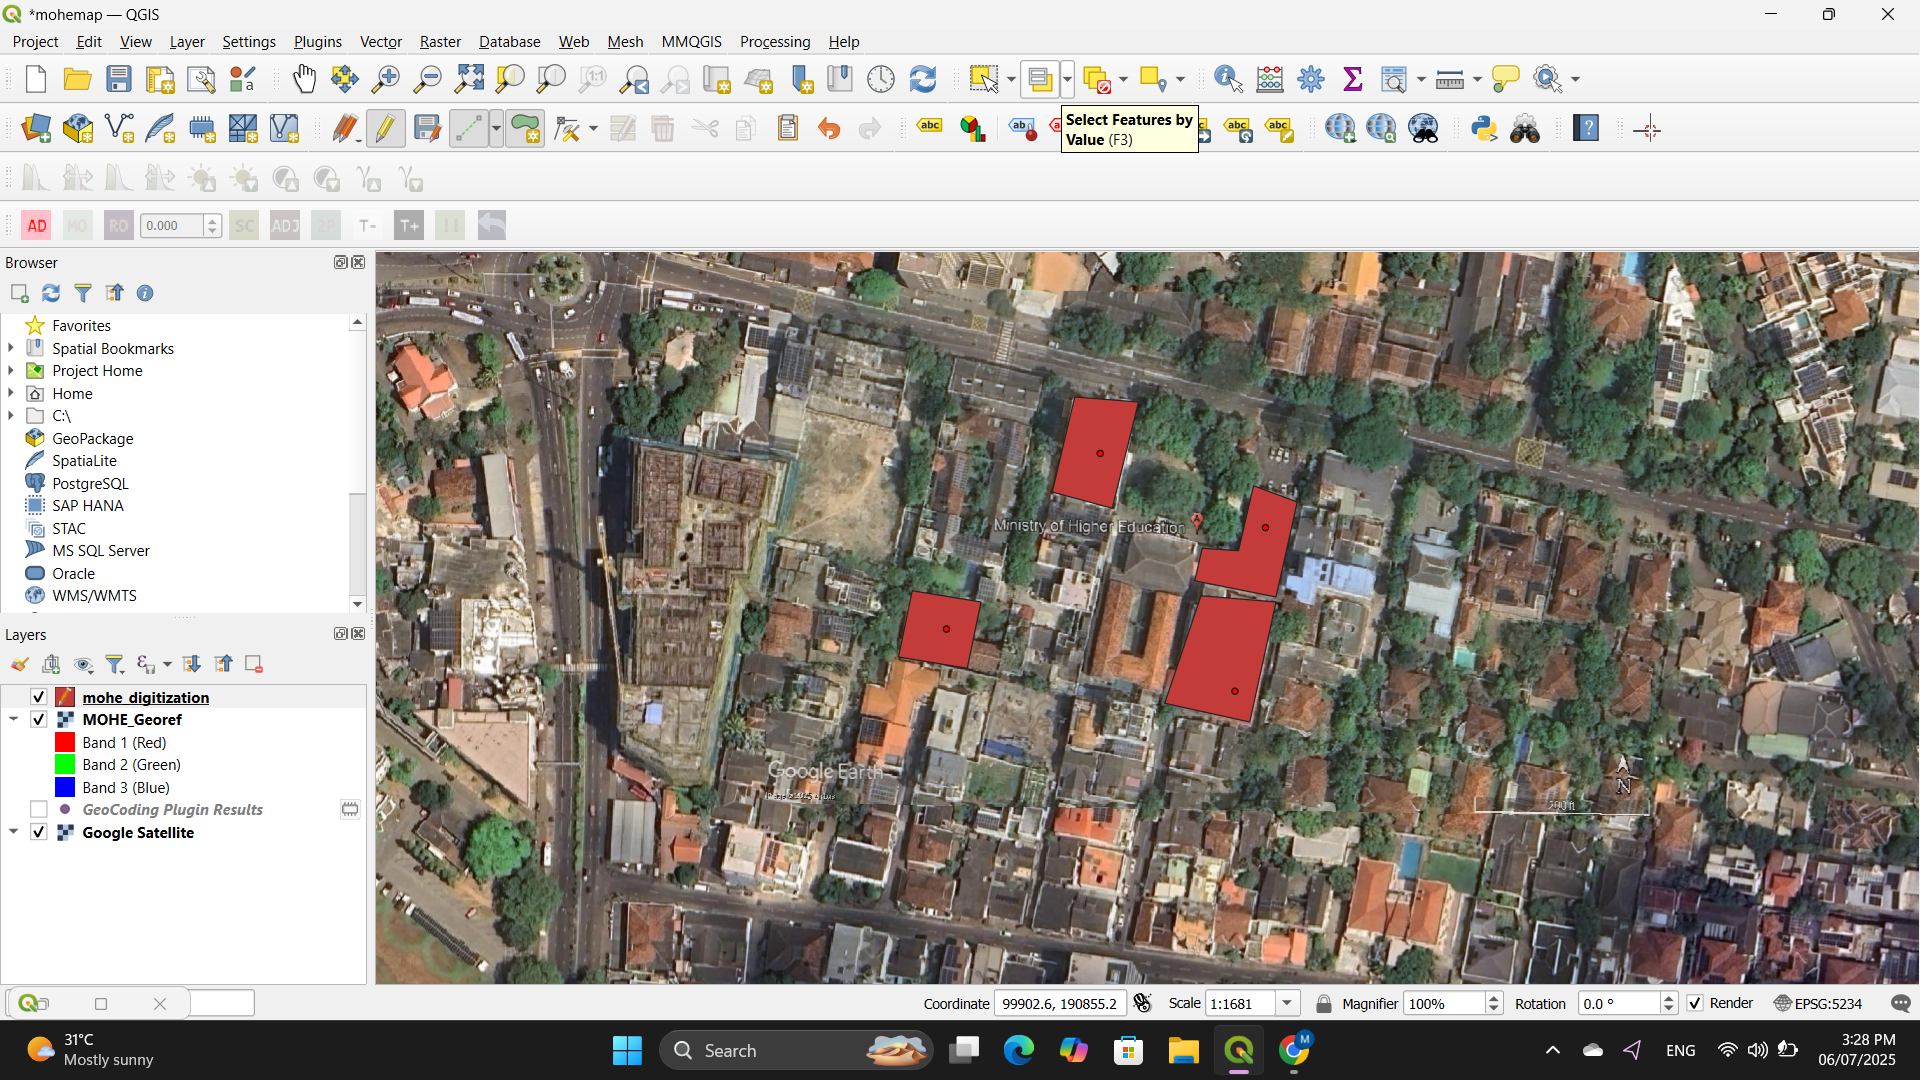 *mohemap — QGIS
Project Edit View Layer Settings Plugins Vector Raster Database Web Mesh MMQGIS Processing Help
Select Features by
Value (F3)
AD MO RO 0.000 SC ADJ 2P T- T+
Browser
Favorites
Spatial Bookmarks
Project Home
Home
C:\
GeoPackage
SpatiaLite
PostgreSQL
SAP HANA
STAC
MS SQL Server
Oracle
WMS/WMTS
Layers
mohe_digitization
MOHE_Georef
Band 1 (Red)
Band 2 (Green)
Band 3 (Blue)
GeoCoding Plugin Results
Google Satellite
Ministry of Higher Education
Google Earth
N
Coordinate 99902.6, 190855.2 Scale 1:1681 Magnifier 100% Rotation 0.0 ° Render EPSG:5234
31°C
Mostly sunny
Search
ENG
3:28 PM
06/07/2025